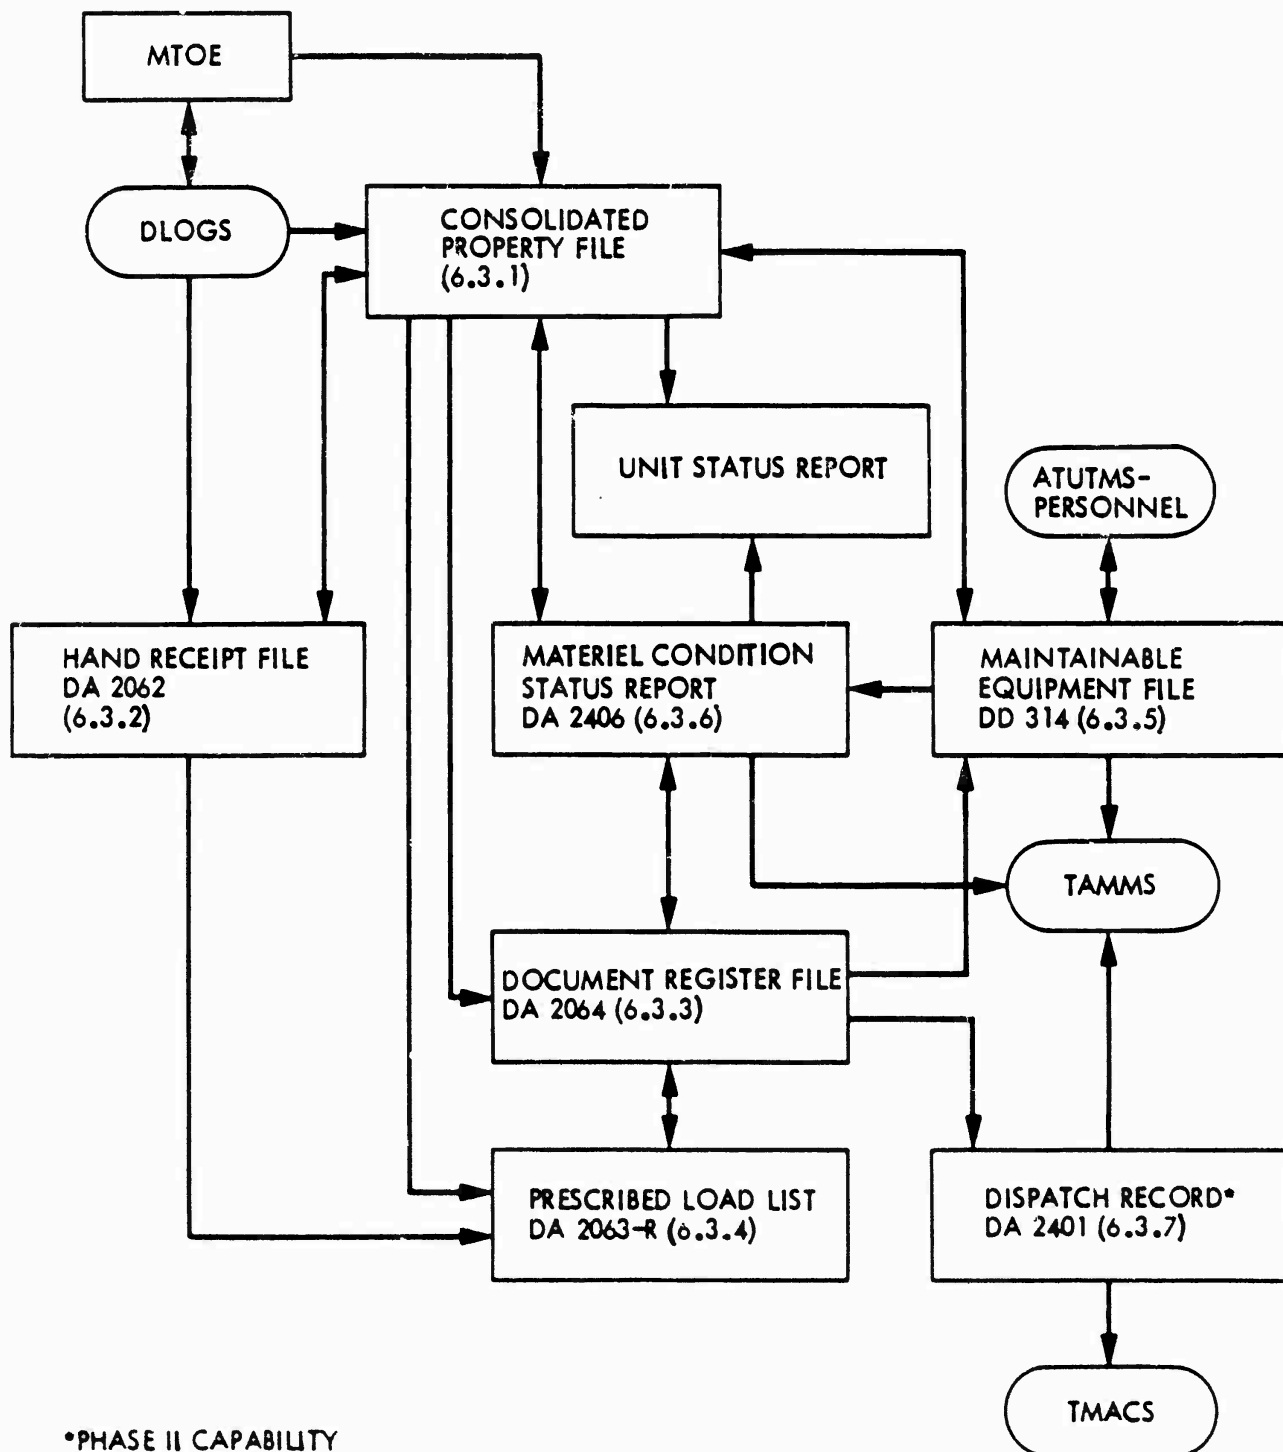 MTOE
DLOGS
CONSOLIDATED
PROPERTY FILE
(6.3.1)
UNIT STATUS REPORT
ATUTMS-
PERSONNEL
HAND RECEIPT FILE
DA 2062
(6.3.2)
MATERIEL CONDITION
STATUS REPORT
DA 2406 (6.3.6)
MAINTAINABLE
EQUIPMENT FILE
DD 314 (6.3.5)
TAMMS
DOCUMENT REGISTER FILE
DA 2064 (6.3.3)
PRESCRIBED LOAD LIST
DA 2063-R (6.3.4)
DISPATCH RECORD*
DA 2401 (6.3.7)
TMACS
*PHASE II CAPABILITY